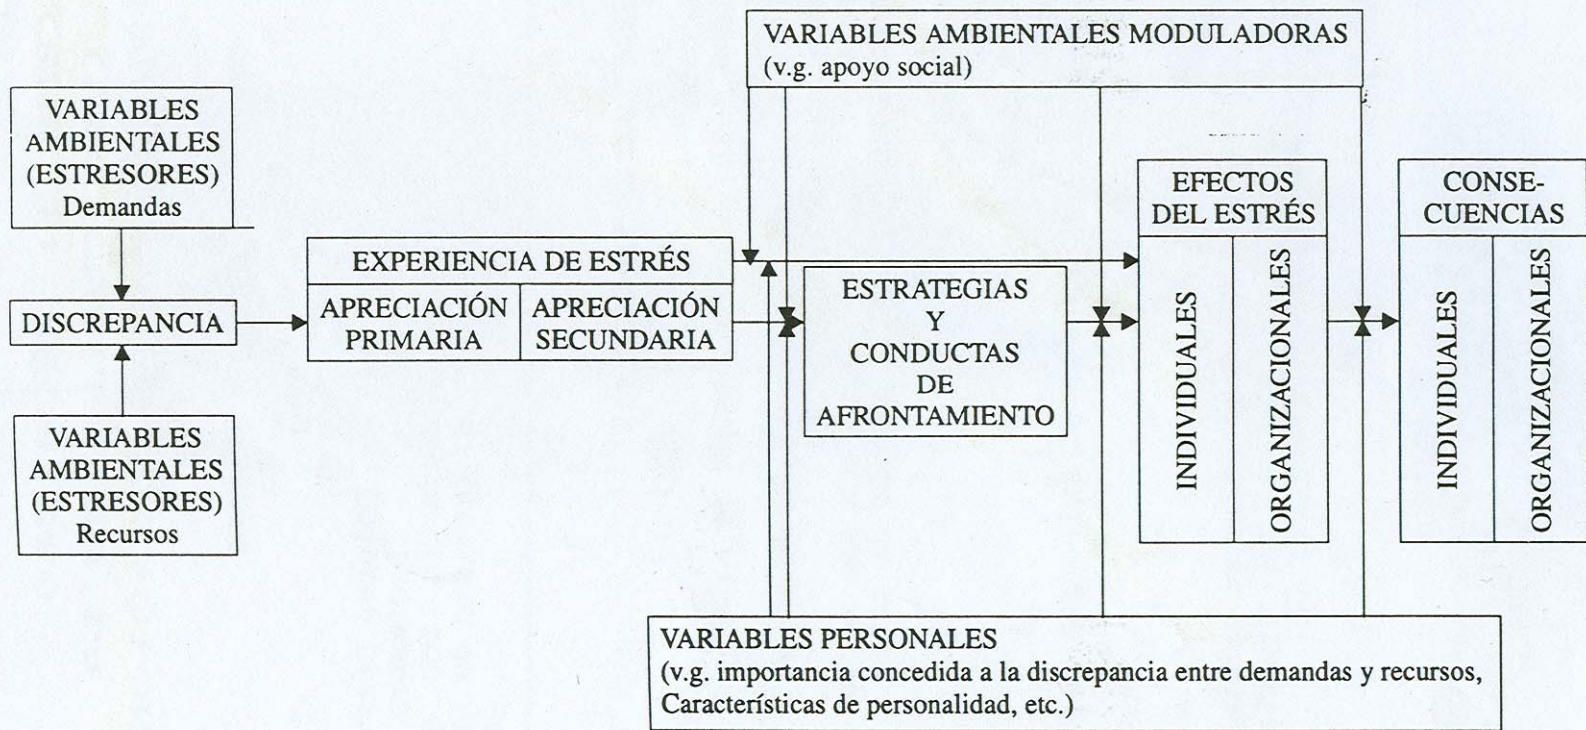 VARIABLES AMBIENTALES MODULADORAS
(v.g. apoyo social)
VARIABLES
AMBIENTALES
(ESTRESORES)
Demandas
DISCREPANCIA
VARIABLES
AMBIENTALES
(ESTRESORES)
Recursos
EXPERIENCIA DE ESTRÉS
APRECIACIÓN
PRIMARIA
APRECIACIÓN
SECUNDARIA
ESTRATEGIAS
Y
CONDUCTAS
DE
AFRONTAMIENTO
EFECTOS
DEL ESTRÉS
INDIVIDUALES
ORGANIZACIONALES
CONSE-
CUENCIAS
INDIVIDUALES
ORGANIZACIONALES
VARIABLES PERSONALES
(v.g. importancia concedida a la discrepancia entre demandas y recursos,
Características de personalidad, etc.)